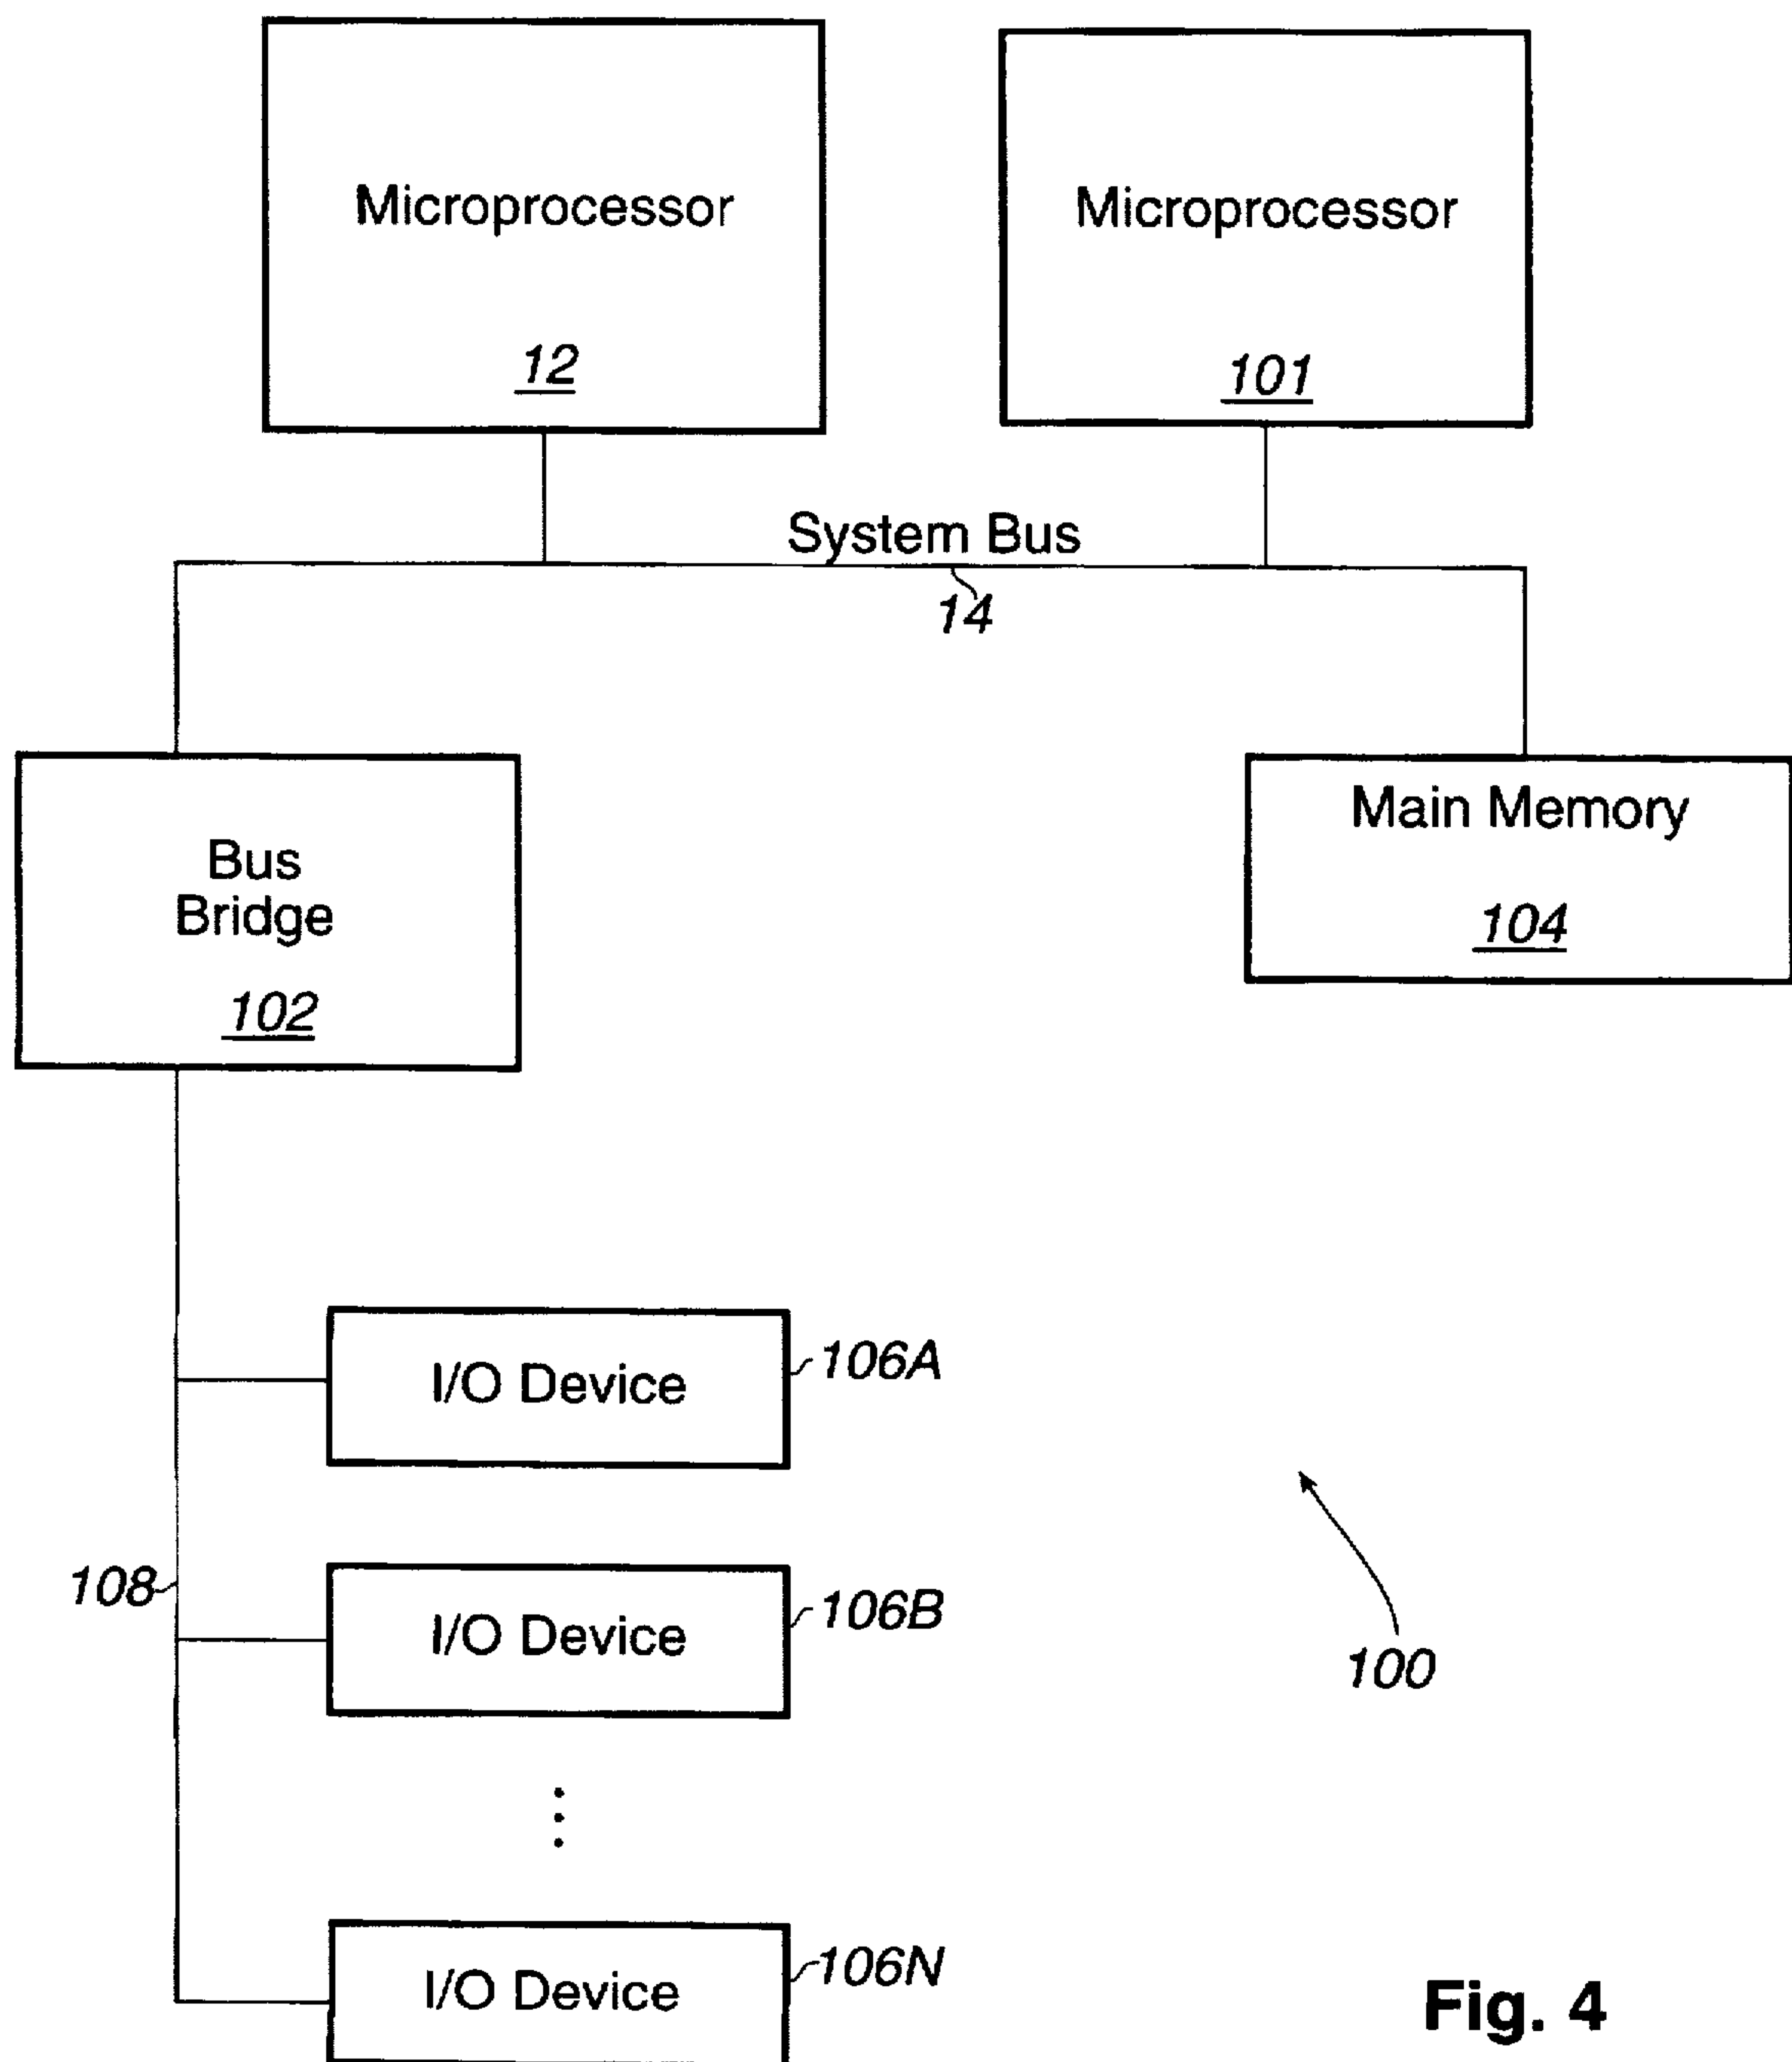 Microprocessor
12
Microprocessor
101
System Bus
14
Bus
Bridge
102
Main Memory
104
I/O Device
106A
108
I/O Device
106B
100
I/O Device
106N
Fig. 4